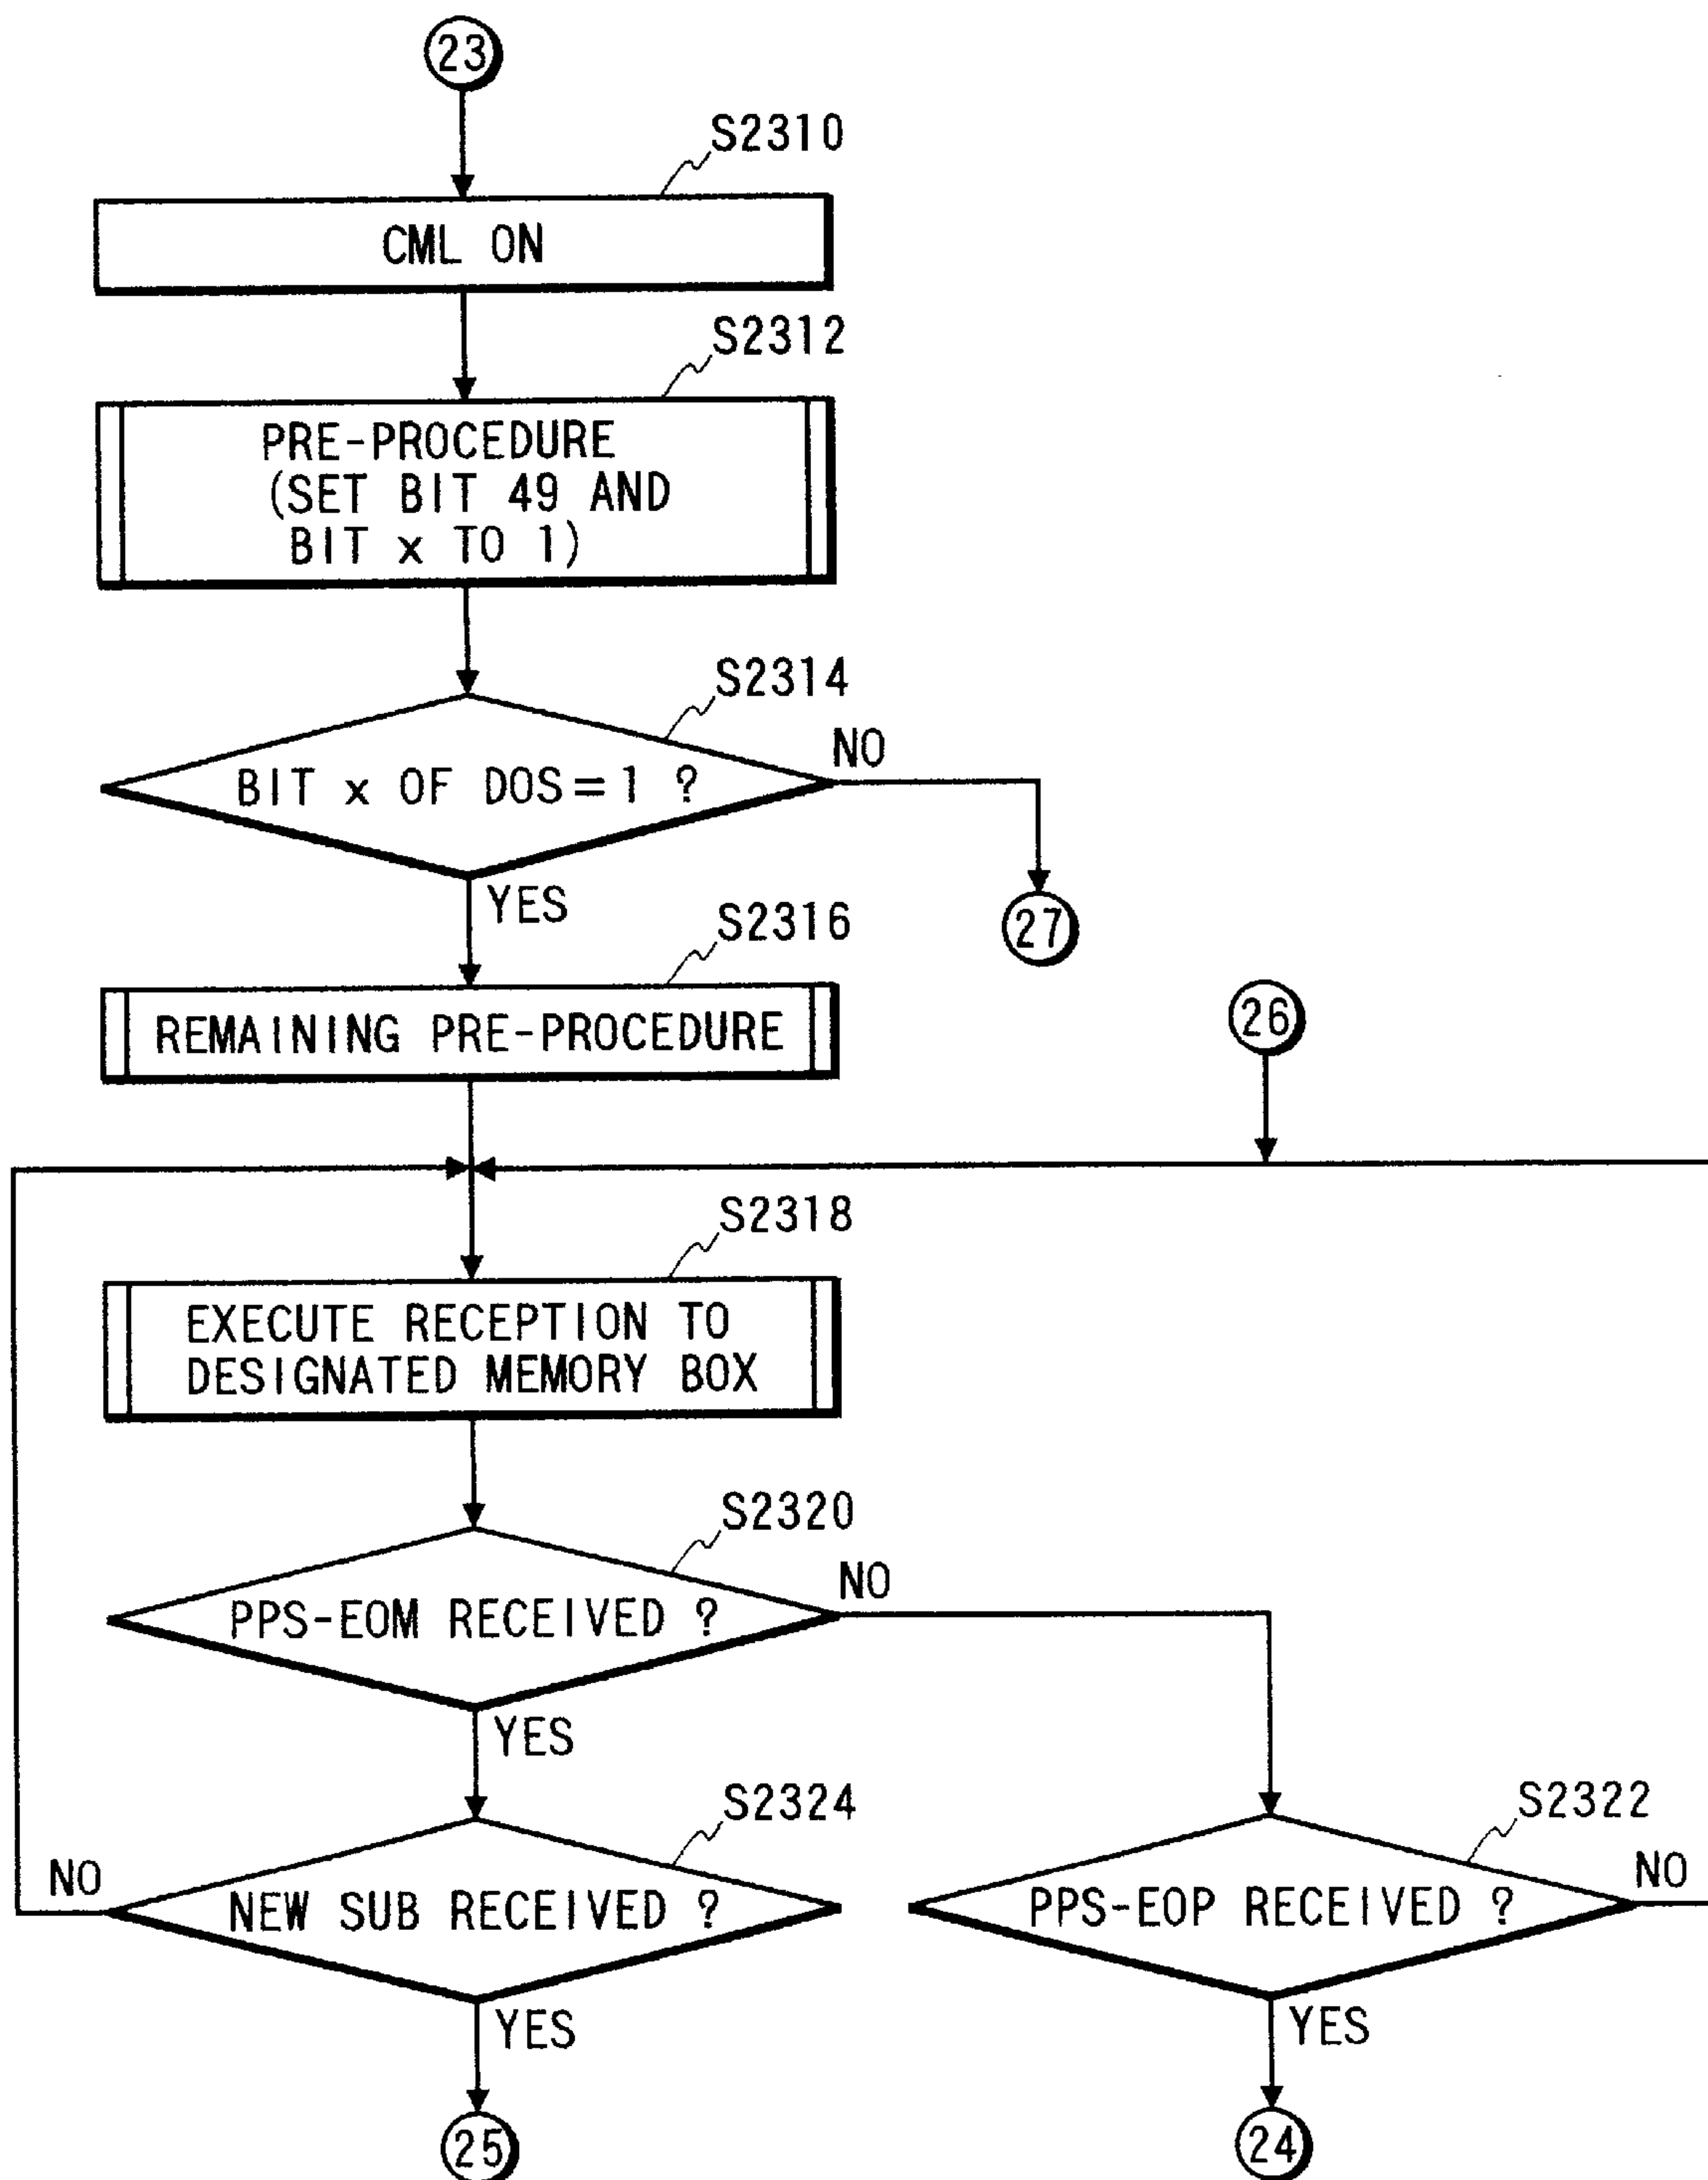 23
S2310
CML ON
S2312
PRE-PROCEDURE
(SET BIT 49 AND
BIT x TO 1)
S2314
BIT x OF DOS=1 ?
NO
YES
27
S2316
REMAINING PRE-PROCEDURE
26
S2318
EXECUTE RECEPTION TO
DESIGNATED MEMORY BOX
S2320
PPS-EOM RECEIVED ?
NO
YES
S2324
NEW SUB RECEIVED ?
NO
YES
25
S2322
PPS-EOP RECEIVED ?
NO
YES
24